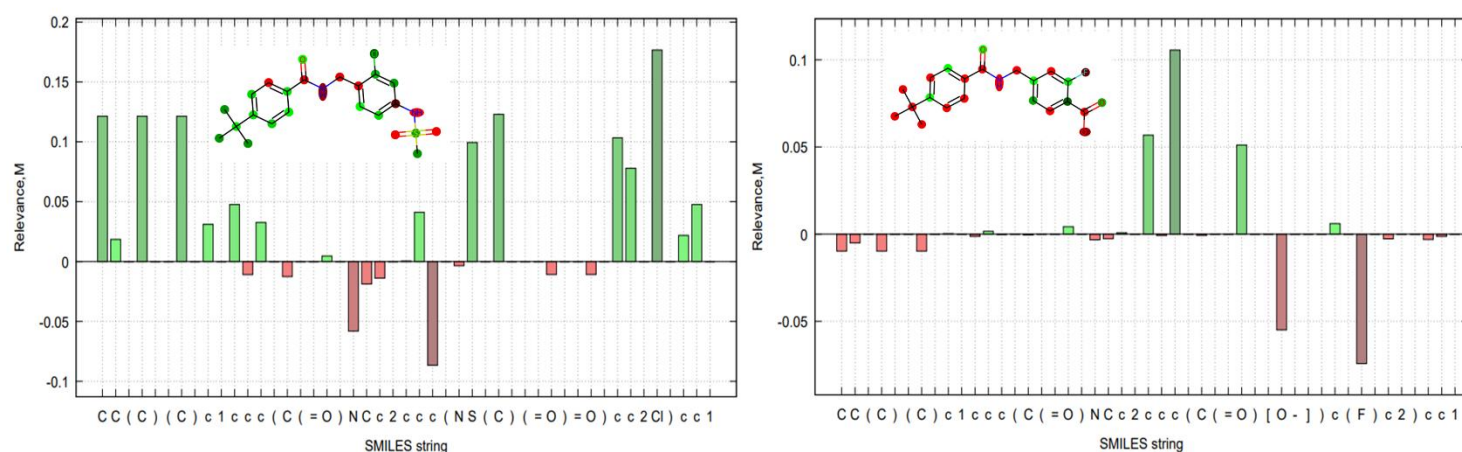 0.2
0.15
0.1
0.05
0
-0.05
-0.1
Relevance,M
C C ( C ) ( C ) c 1 c c c ( C ( = O ) N C c 2 c c c ( N S ( C ) ( = O ) = O ) c c 2 Cl ) c c 1
SMILES string
0.1
0.05
0
-0.05
Relevance,M
C C ( C ) ( C ) c 1 c c c ( C ( = O ) N C c 2 c c c ( C ( = O ) [ O - ] ) c ( F ) c 2 ) c c 1
SMILES string